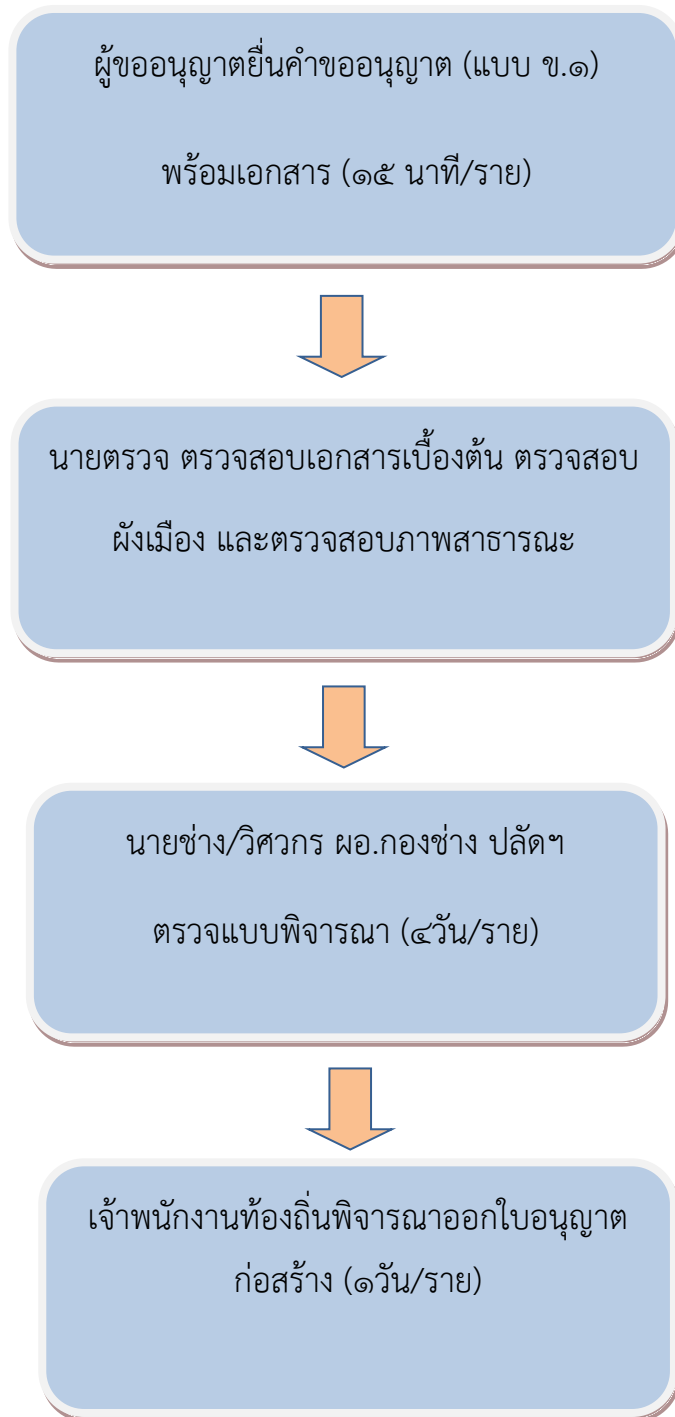 ผู้ขออนุญาตยื่นคำขออนุญาต (แบบ ข.๑)
พร้อมเอกสาร (๑๕ นาที/ราย)
นายตรวจ ตรวจสอบเอกสารเบื้องต้น ตรวจสอบ
ผังเมือง และตรวจสอบภาพสาธารณะ
นายช่าง/วิศวกร ผอ.กองช่าง ปลัดฯ
ตรวจแบบพิจารณา (๔วัน/ราย)
เจ้าพนักงานท้องถิ่นพิจารณาออกใบอนุญาต
ก่อสร้าง (๑วัน/ราย)